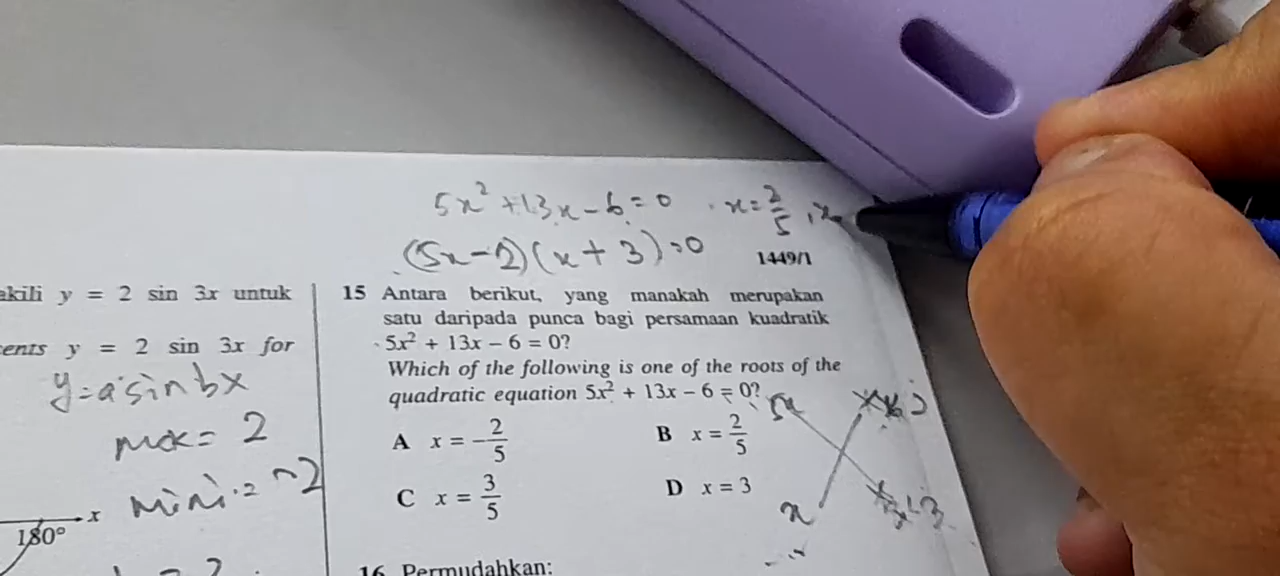 5x² + 13x - 6 = 0
x = 2/5 , x
(5x - 2)(x + 3) = 0
1449/1
akili y = 2 sin 3x untuk
ents y = 2 sin 3x for
y = a sin bx
max = 2
mini = -2
x
180°
15 Antara berikut, yang manakah merupakan
satu daripada punca bagi persamaan kuadratik
5x² + 13x – 6 = 0?
Which of the following is one of the roots of the
quadratic equation 5x² + 13x – 6 = 0?
A x = –2/5
B x = 2/5
C x = 3/5
D x = 3
5x
x
16 Permudahkan: